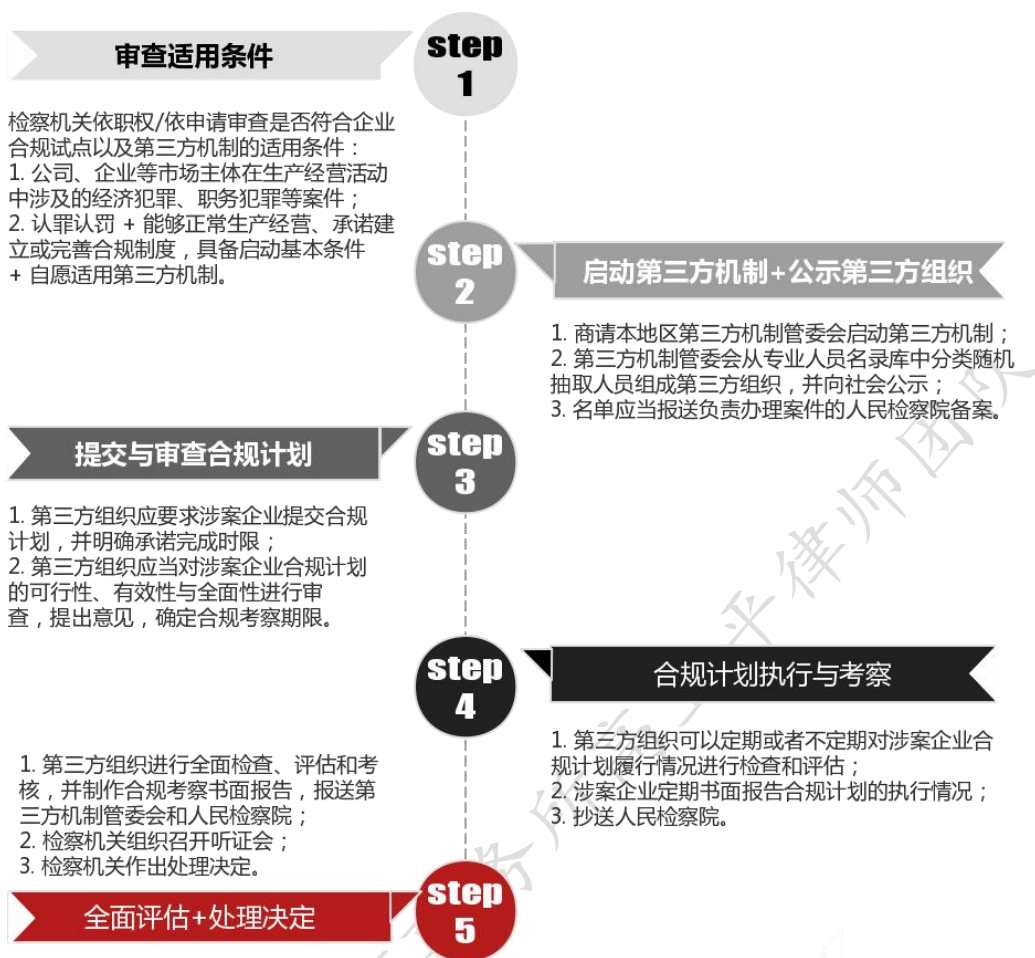 审查适用条件
step
1
检察机关依职权/依申请审查是否符合企业
合规试点以及第三方机制的适用条件：
1. 公司、企业等市场主体在生产经营活动
中涉及的经济犯罪、职务犯罪等案件；
2. 认罪认罚 + 能够正常生产经营、承诺建
立或完善合规制度，具备启动基本条件
+ 自愿适用第三方机制。
step
2
启动第三方机制+公示第三方组织
1. 商请本地区第三方机制管委会启动第三方机制；
2. 第三方机制管委会从专业人员名录库中分类随机
抽取人员组成第三方组织，并向社会公示；
3. 名单应当报送负责办理案件的人民检察院备案。
提交与审查合规计划
step
3
1. 第三方组织应要求涉案企业提交合规
计划，并明确承诺完成时限；
2. 第三方组织应当对涉案企业合规计划
的可行性、有效性与全面性进行审
查，提出意见，确定合规考察期限。
step
4
合规计划执行与考察
1. 第三方组织可以定期或者不定期对涉案企业合
规计划履行情况进行检查和评估；
2. 涉案企业定期书面报告合规计划的执行情况；
3. 抄送人民检察院。
1. 第三方组织进行全面检查、评估和考
核，并制作合规考察书面报告，报送第
三方机制管委会和人民检察院；
2. 检察机关组织召开听证会；
3. 检察机关作出处理决定。
全面评估+处理决定
step
5
平律师团队